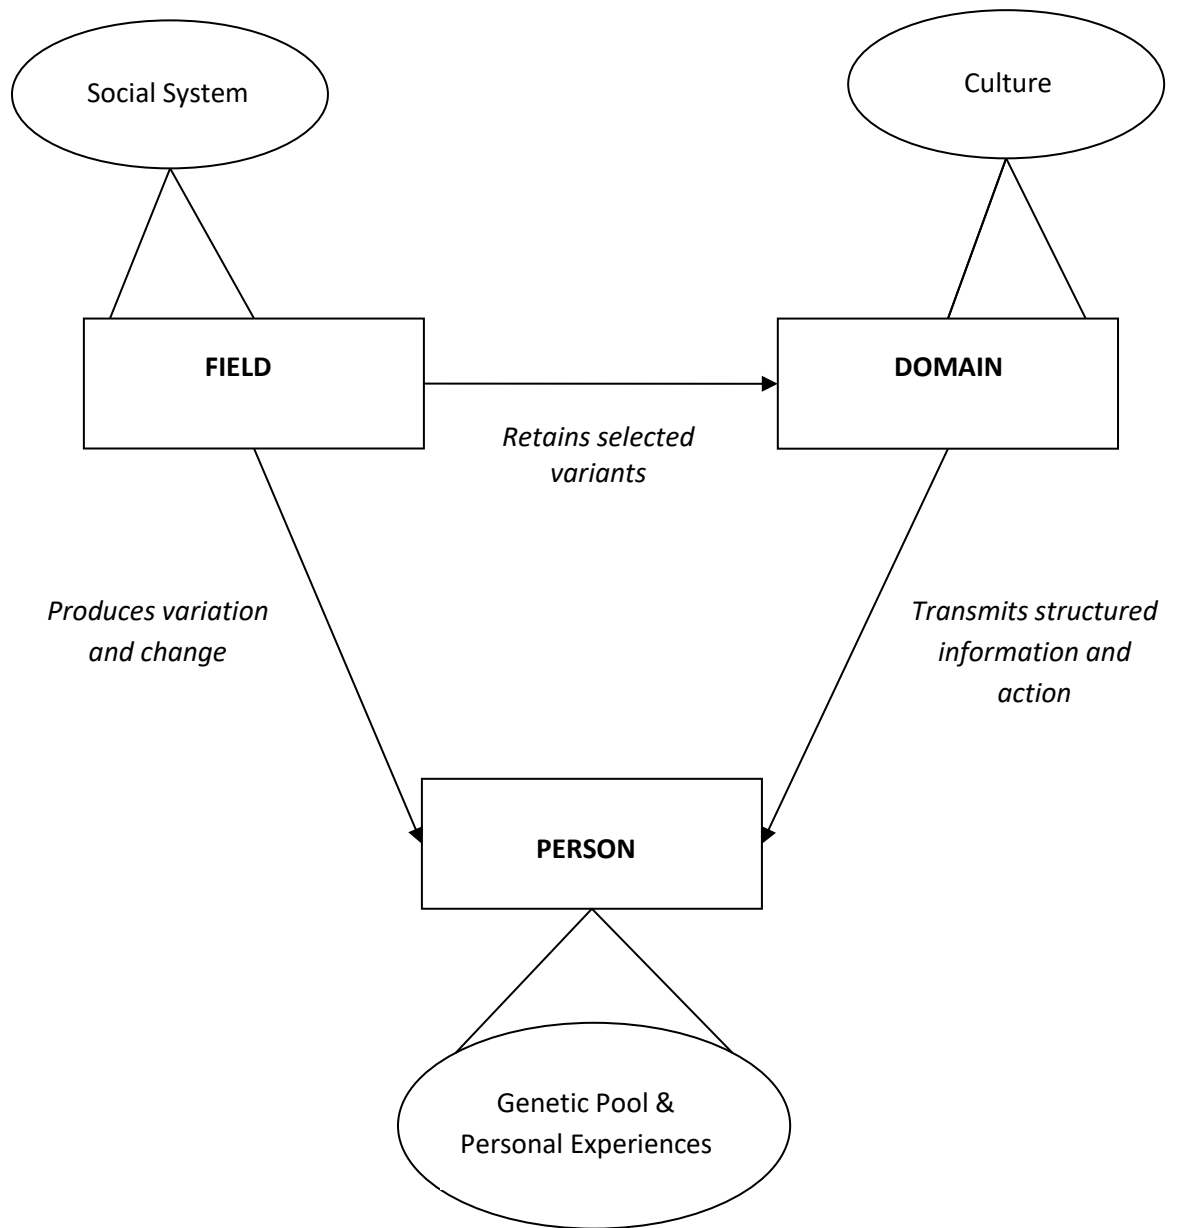 Social System
Culture
FIELD
DOMAIN
Retains selected
variants
Produces variation
and change
Transmits structured
information and
action
PERSON
Genetic Pool &
Personal Experiences